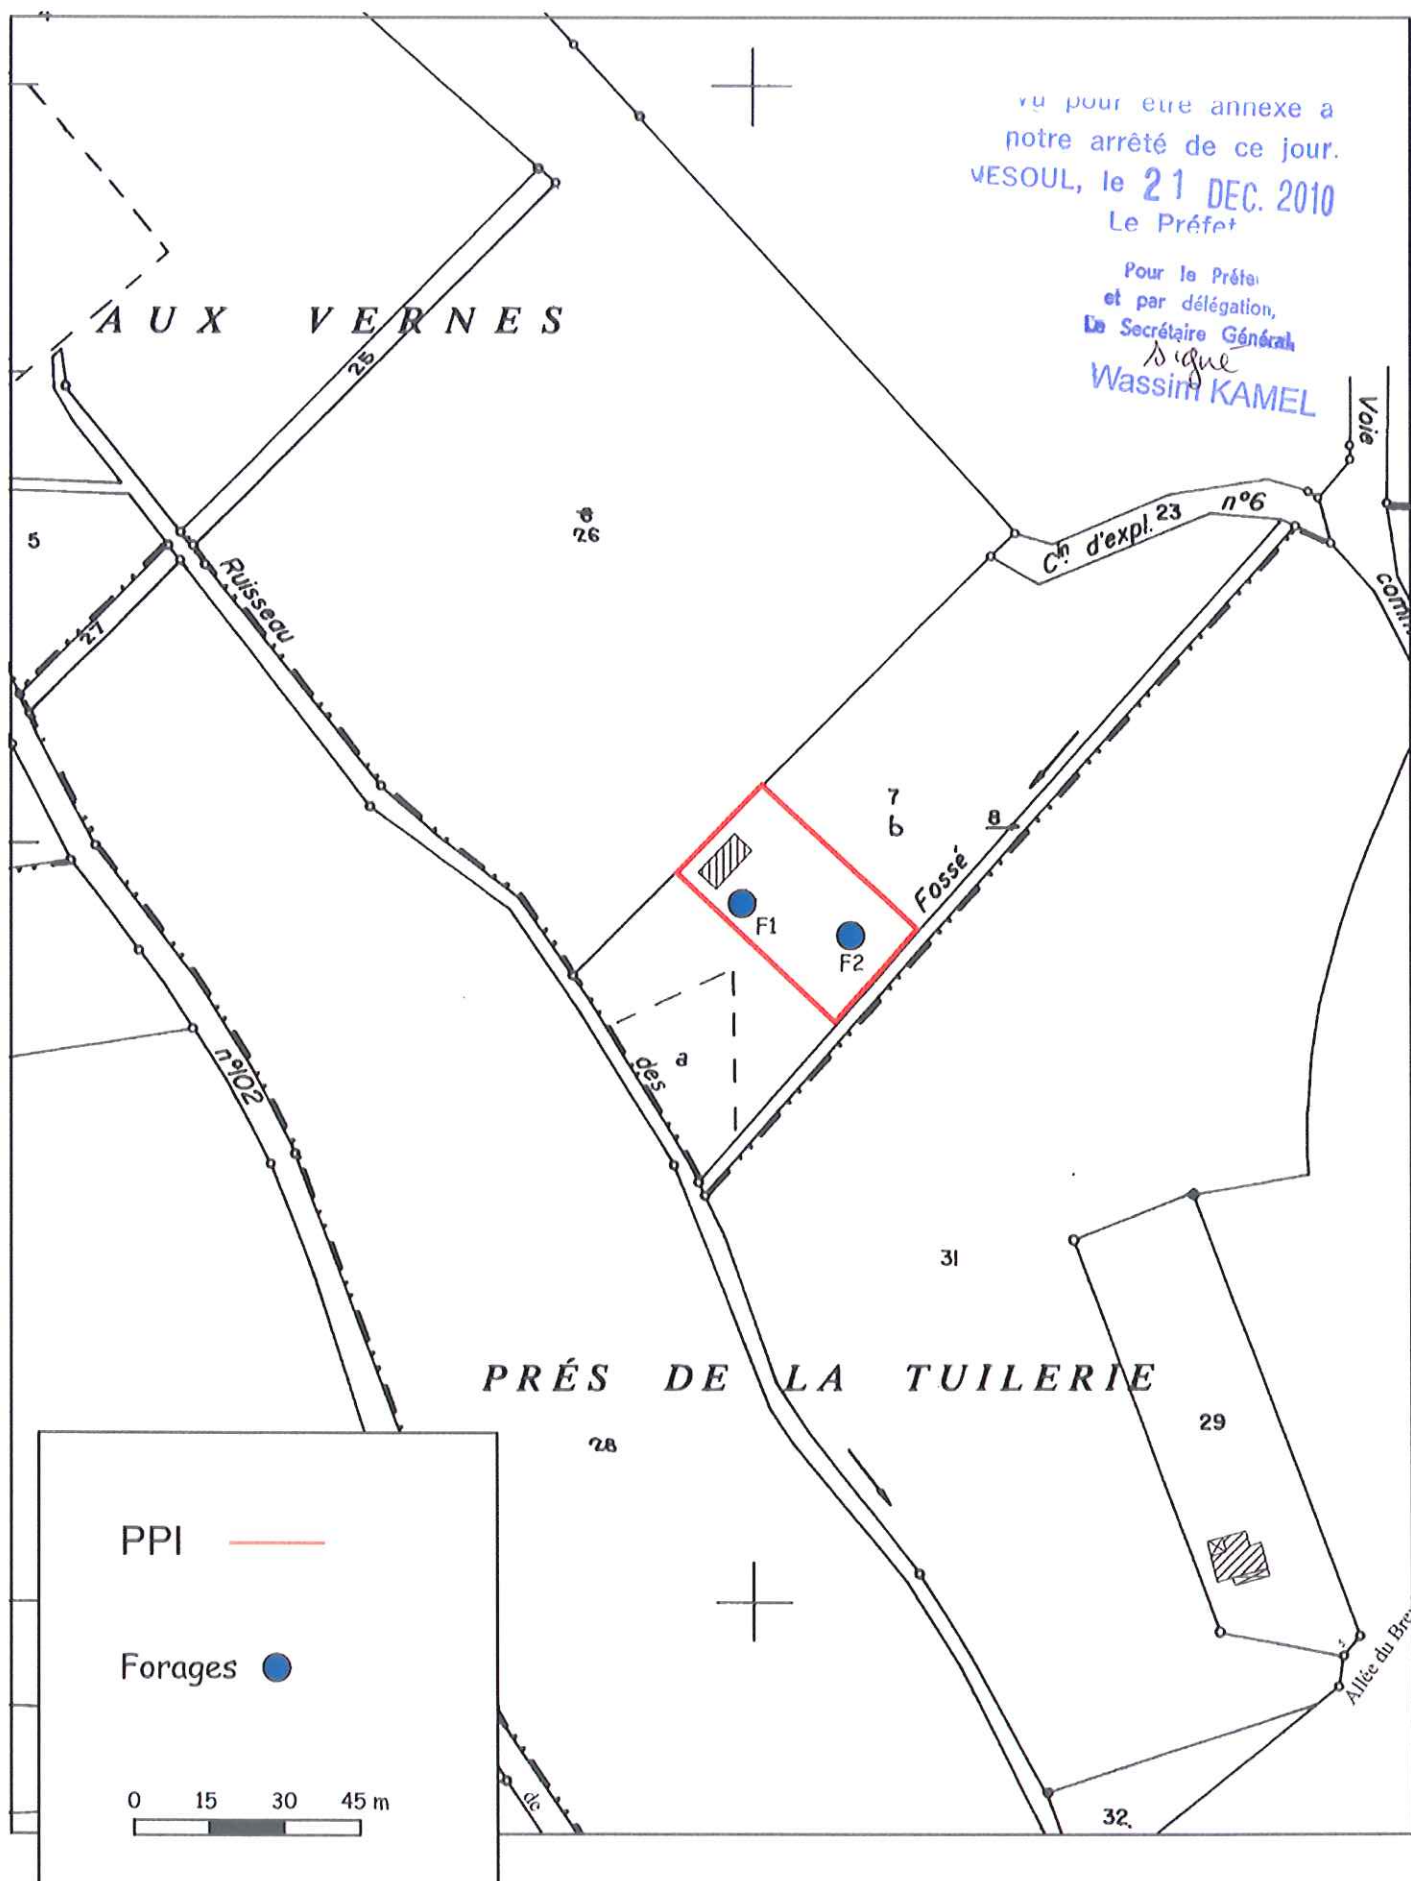 vu pour être annexé à
notre arrêté de ce jour.
VESOUL, le 21 DEC. 2010
Le Préfet
Pour le Préfet
et par délégation,
Le Secrétaire Général,
signé
Wassim KAMEL
AUX VERNES
25
Voie
5
26
Cⁱⁿ d'expl. 23 n°6
Ruisseau
comm
27
7
b
8
Fossé
F1
F2
des
a
n°102
31
PRÉS DE LA TUILERIE
29
28
PPI
Forages
Allée du Bre
0 15 30 45 m
de
32.